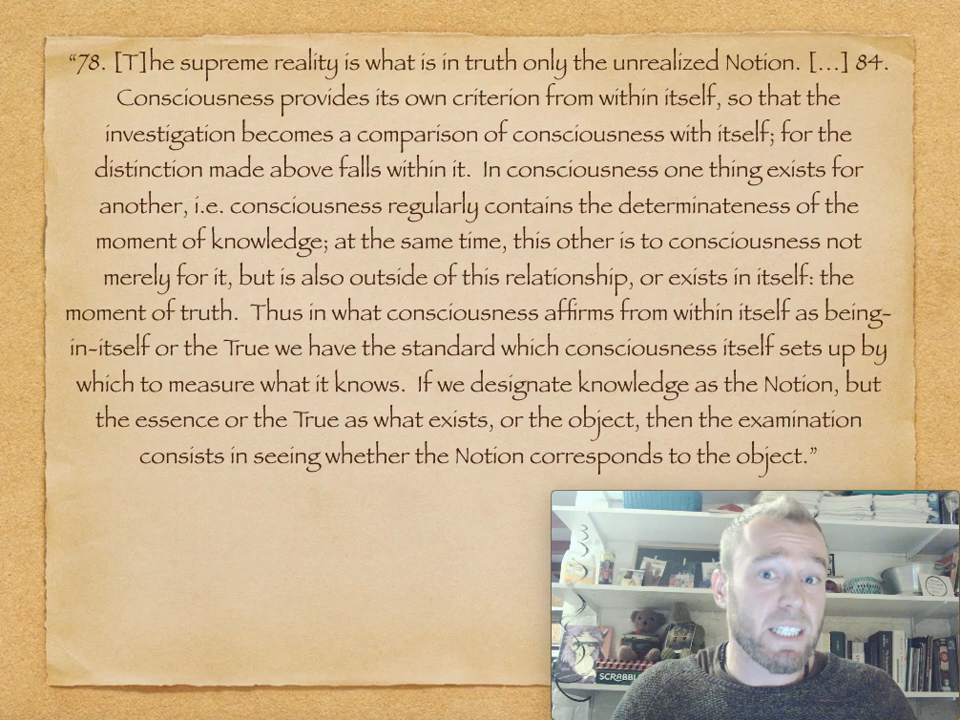 “78. [T]he supreme reality is what is in truth only the unrealized Notion. [...] 84.
Consciousness provides its own criterion from within itself, so that the
investigation becomes a comparison of consciousness with itself; for the
distinction made above falls within it. In consciousness one thing exists for
another, i.e. consciousness regularly contains the determinateness of the
moment of knowledge; at the same time, this other is to consciousness not
merely for it, but is also outside of this relationship, or exists in itself: the
moment of truth. Thus in what consciousness affirms from within itself as being-
in-itself or the True we have the standard which consciousness itself sets up by
which to measure what it knows. If we designate knowledge as the Notion, but
the essence or the True as what exists, or the object, then the examination
consists in seeing whether the Notion corresponds to the object.”
SCRABBLE